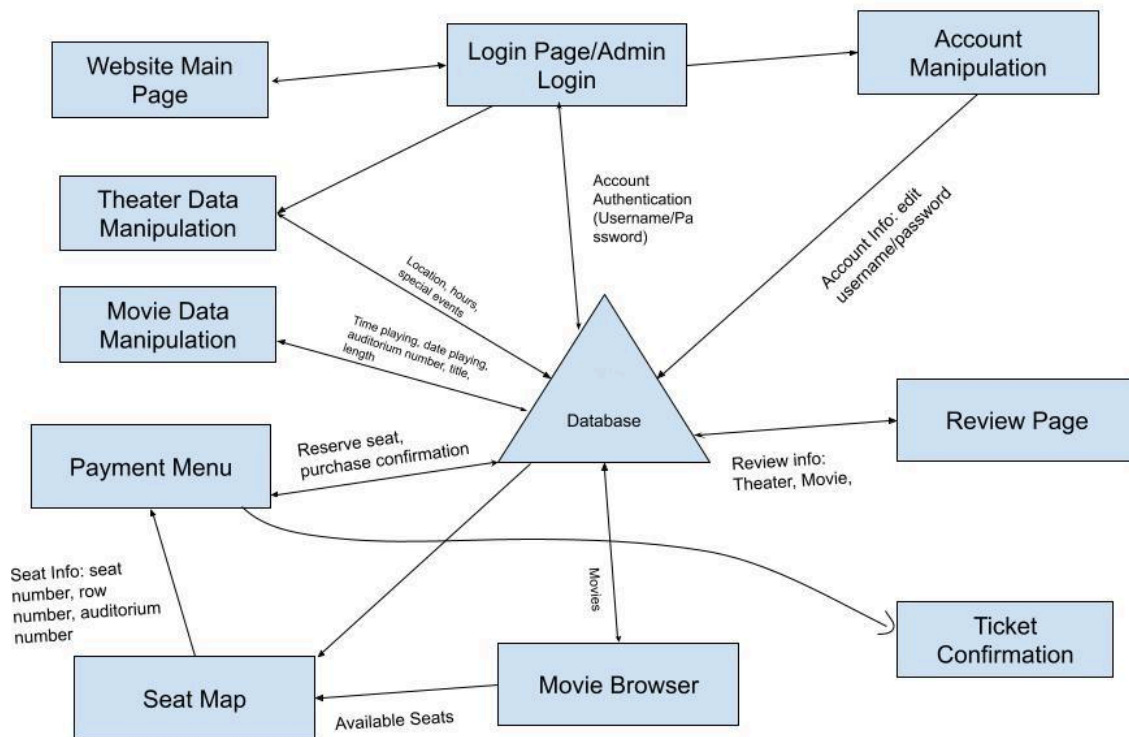 Website Main
Page
Login Page/Admin
Login
Account
Manipulation
Theater Data
Manipulation
Account
Authentication
(Username/Pa
ssword)
Account Info: edit
username/password
Location, hours,
special events
Movie Data
Manipulation
Time playing, date playing,
auditorium number, title,
length
Database
Review Page
Payment Menu
Reserve seat,
purchase confirmation
Review info:
Theater, Movie,
Seat Info: seat
number, row
number, auditorium
number
Movies
Ticket
Confirmation
Seat Map
Available Seats
Movie Browser